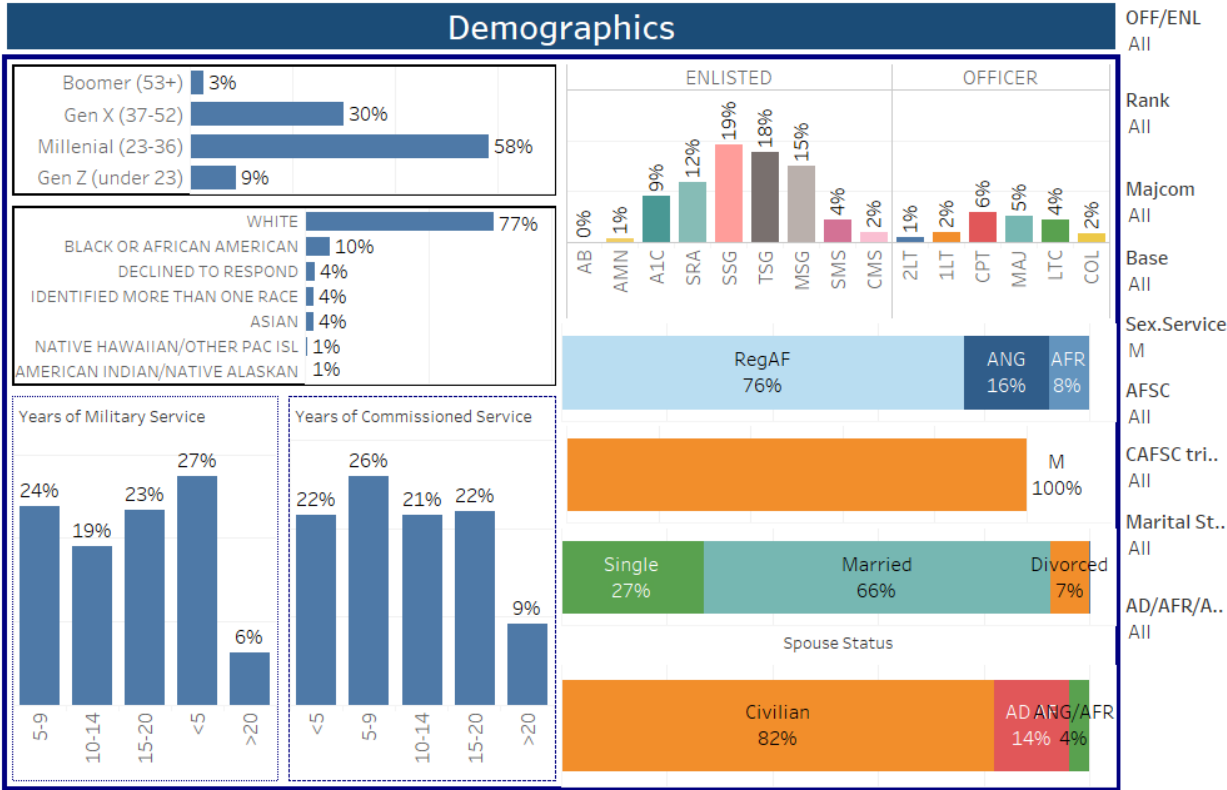 Demographics
Boomer (53+) 3%
Gen X (37-52) 30%
Millenial (23-36) 58%
Gen Z (under 23) 9%
WHITE 77%
BLACK OR AFRICAN AMERICAN 10%
DECLINED TO RESPOND 4%
IDENTIFIED MORE THAN ONE RACE 4%
ASIAN 4%
NATIVE HAWAIIAN/OTHER PAC ISL 1%
AMERICAN INDIAN/NATIVE ALASKAN 1%
Years of Military Service
24% 19% 23% 27% 6%
5-9 10-14 15-20 <5 >20
Years of Commissioned Service
22% 26% 21% 22% 9%
<5 5-9 10-14 15-20 >20
ENLISTED OFFICER
0% 1% 9% 12% 19% 18% 15% 4% 2% 1% 2% 6% 5% 4% 2%
AB AMN A1C SRA SSG TSG MSG SMS CMS 2LT 1LT CPT MAJ LTC COL
RegAF ANG AFR
76% 16% 8%
M
100%
Single Married Divorced
27% 66% 7%
Spouse Status
Civilian AD AF ANG/AFR
82% 14% 4%
OFF/ENL
All
Rank
All
Majcom
All
Base
All
Sex.Service
M
AFSC
All
CAFSC tri..
All
Marital St..
All
AD/AFR/A..
All